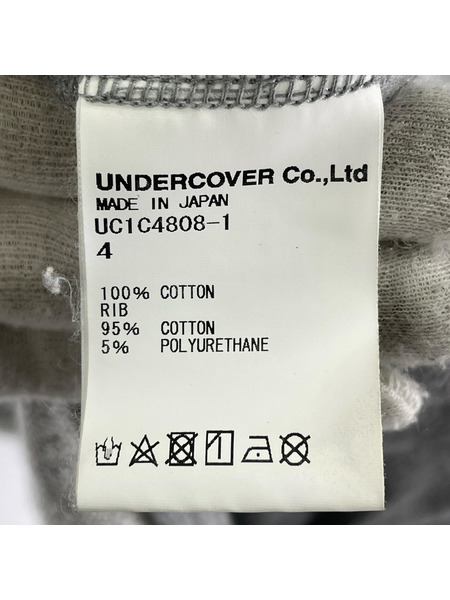 UNDERCOVER Co.,Ltd
MADE IN JAPAN
UC1C4808-1
4
100% COTTON
RIB
95% COTTON
5% POLYURETHANE